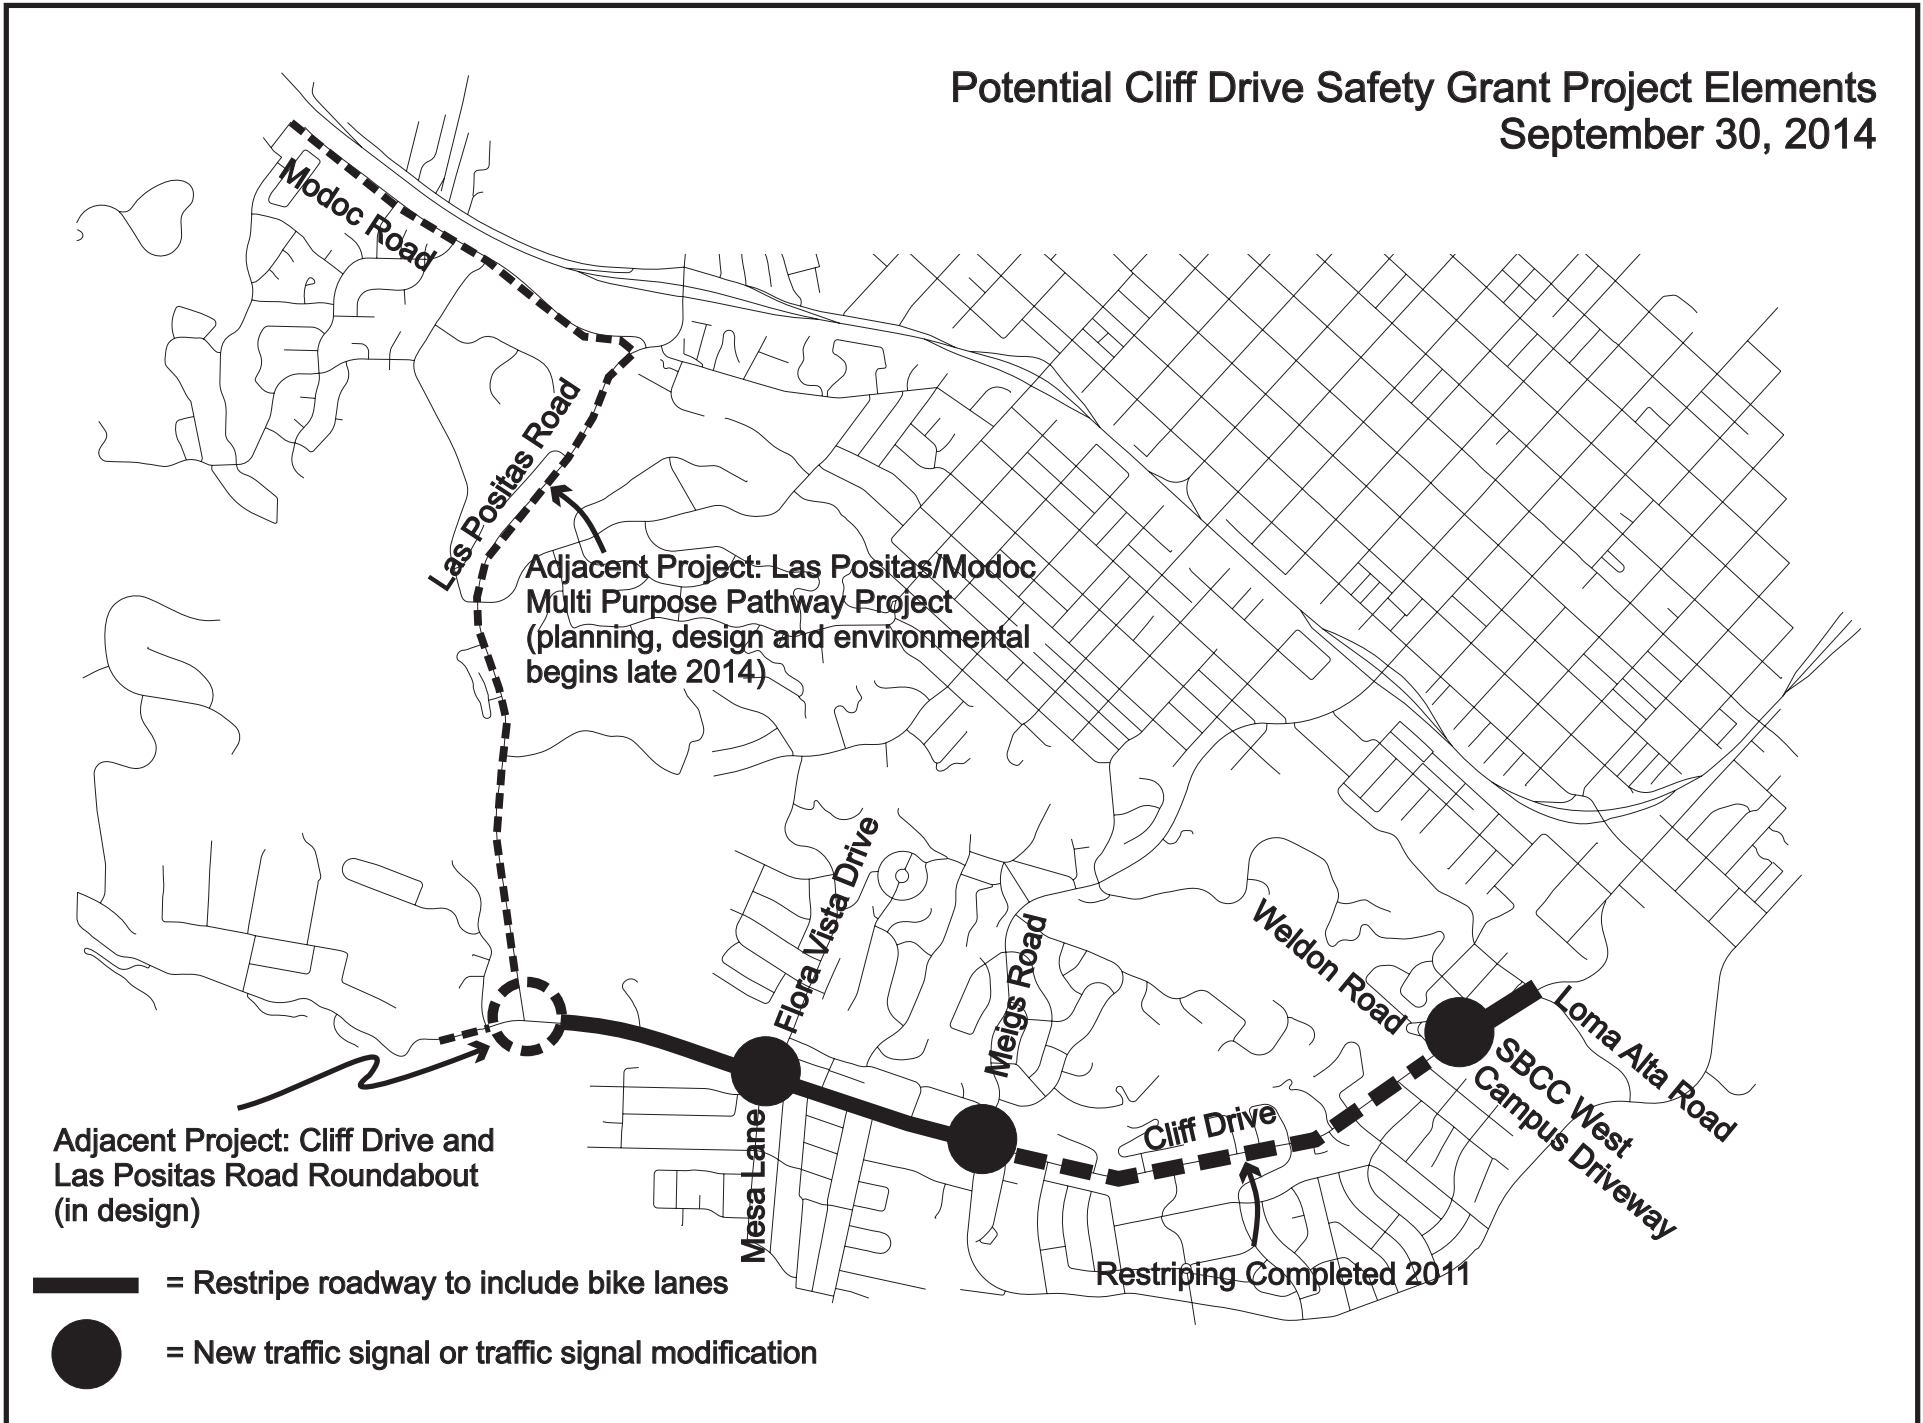 Potential Cliff Drive Safety Grant Project Elements
September 30, 2014
Modoc Road
Las Positas Road
Adjacent Project: Las Positas/Modoc
Multi Purpose Pathway Project
(planning, design and environmental
begins late 2014)
Flora Vista Drive
Meigs Road
Weldon Road
Loma Alta Road
SBCC West
Campus Driveway
Cliff Drive
Mesa Lane
Adjacent Project: Cliff Drive and
Las Positas Road Roundabout
(in design)
Restriping Completed 2011
= Restripe roadway to include bike lanes
= New traffic signal or traffic signal modification